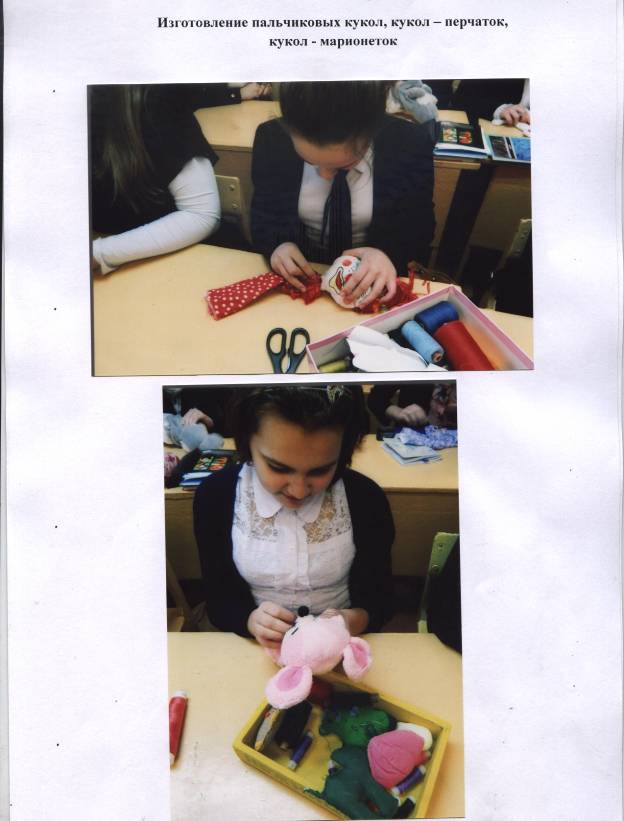 Изготовление пальчиковых кукол, кукол – перчаток,
кукол - марионеток